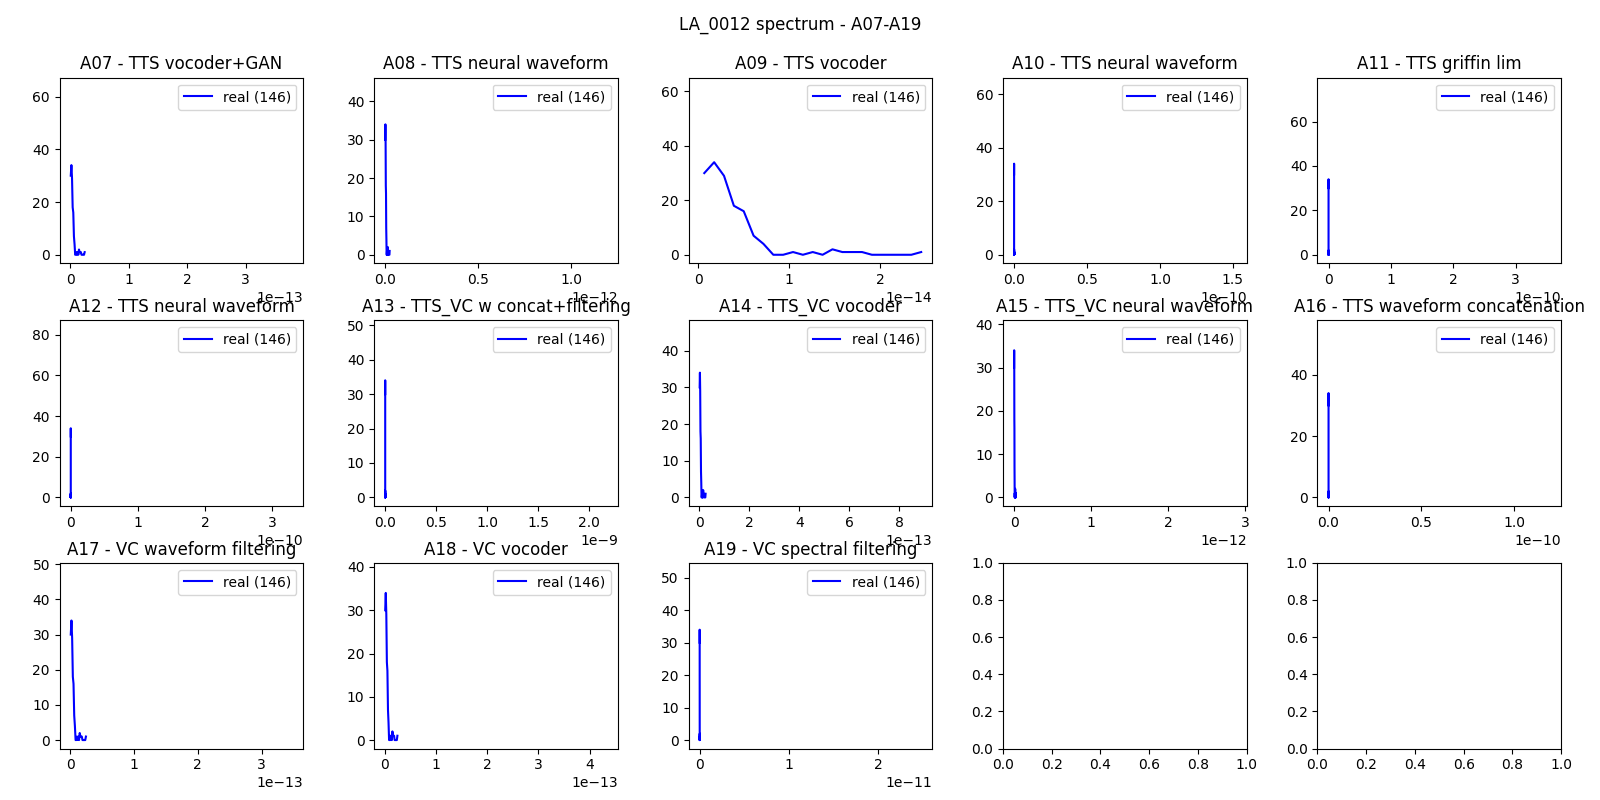 LA_0012 spectrum - A07-A19
A07 - TTS vocoder+GAN
real (146)
60
40
20
0
0 1 2 3
1e−13
A08 - TTS neural waveform
real (146)
40
30
20
10
0
0.0 0.5 1.0
1e−12
A09 - TTS vocoder
real (146)
60
40
20
0
0 1 2
1e−14
A10 - TTS neural waveform
real (146)
60
40
20
0
0.0 0.5 1.0 1.5
1e−10
A11 - TTS griffin lim
real (146)
60
40
20
0
0 1 2 3
1e−10
A12 - TTS neural waveform
real (146)
80
60
40
20
0
0 1 2 3
1e−10
A13 - TTS_VC w concat+filtering
real (146)
50
40
30
20
10
0
0.0 0.5 1.0 1.5 2.0
1e−9
A14 - TTS_VC vocoder
real (146)
40
30
20
10
0
0 2 4 6 8
1e−13
A15 - TTS_VC neural waveform
real (146)
40
30
20
10
0
0 1 2 3
1e−12
A16 - TTS waveform concatenation
real (146)
40
20
0
0.0 0.5 1.0
1e−10
A17 - VC waveform filtering
real (146)
50
40
30
20
10
0
0 1 2 3
1e−13
A18 - VC vocoder
real (146)
40
30
20
10
0
0 1 2 3 4
1e−13
A19 - VC spectral filtering
real (146)
50
40
30
20
10
0
0 1 2
1e−11
1.0
0.8
0.6
0.4
0.2
0.0
0.0 0.2 0.4 0.6 0.8 1.0
1.0
0.8
0.6
0.4
0.2
0.0
0.0 0.2 0.4 0.6 0.8 1.0